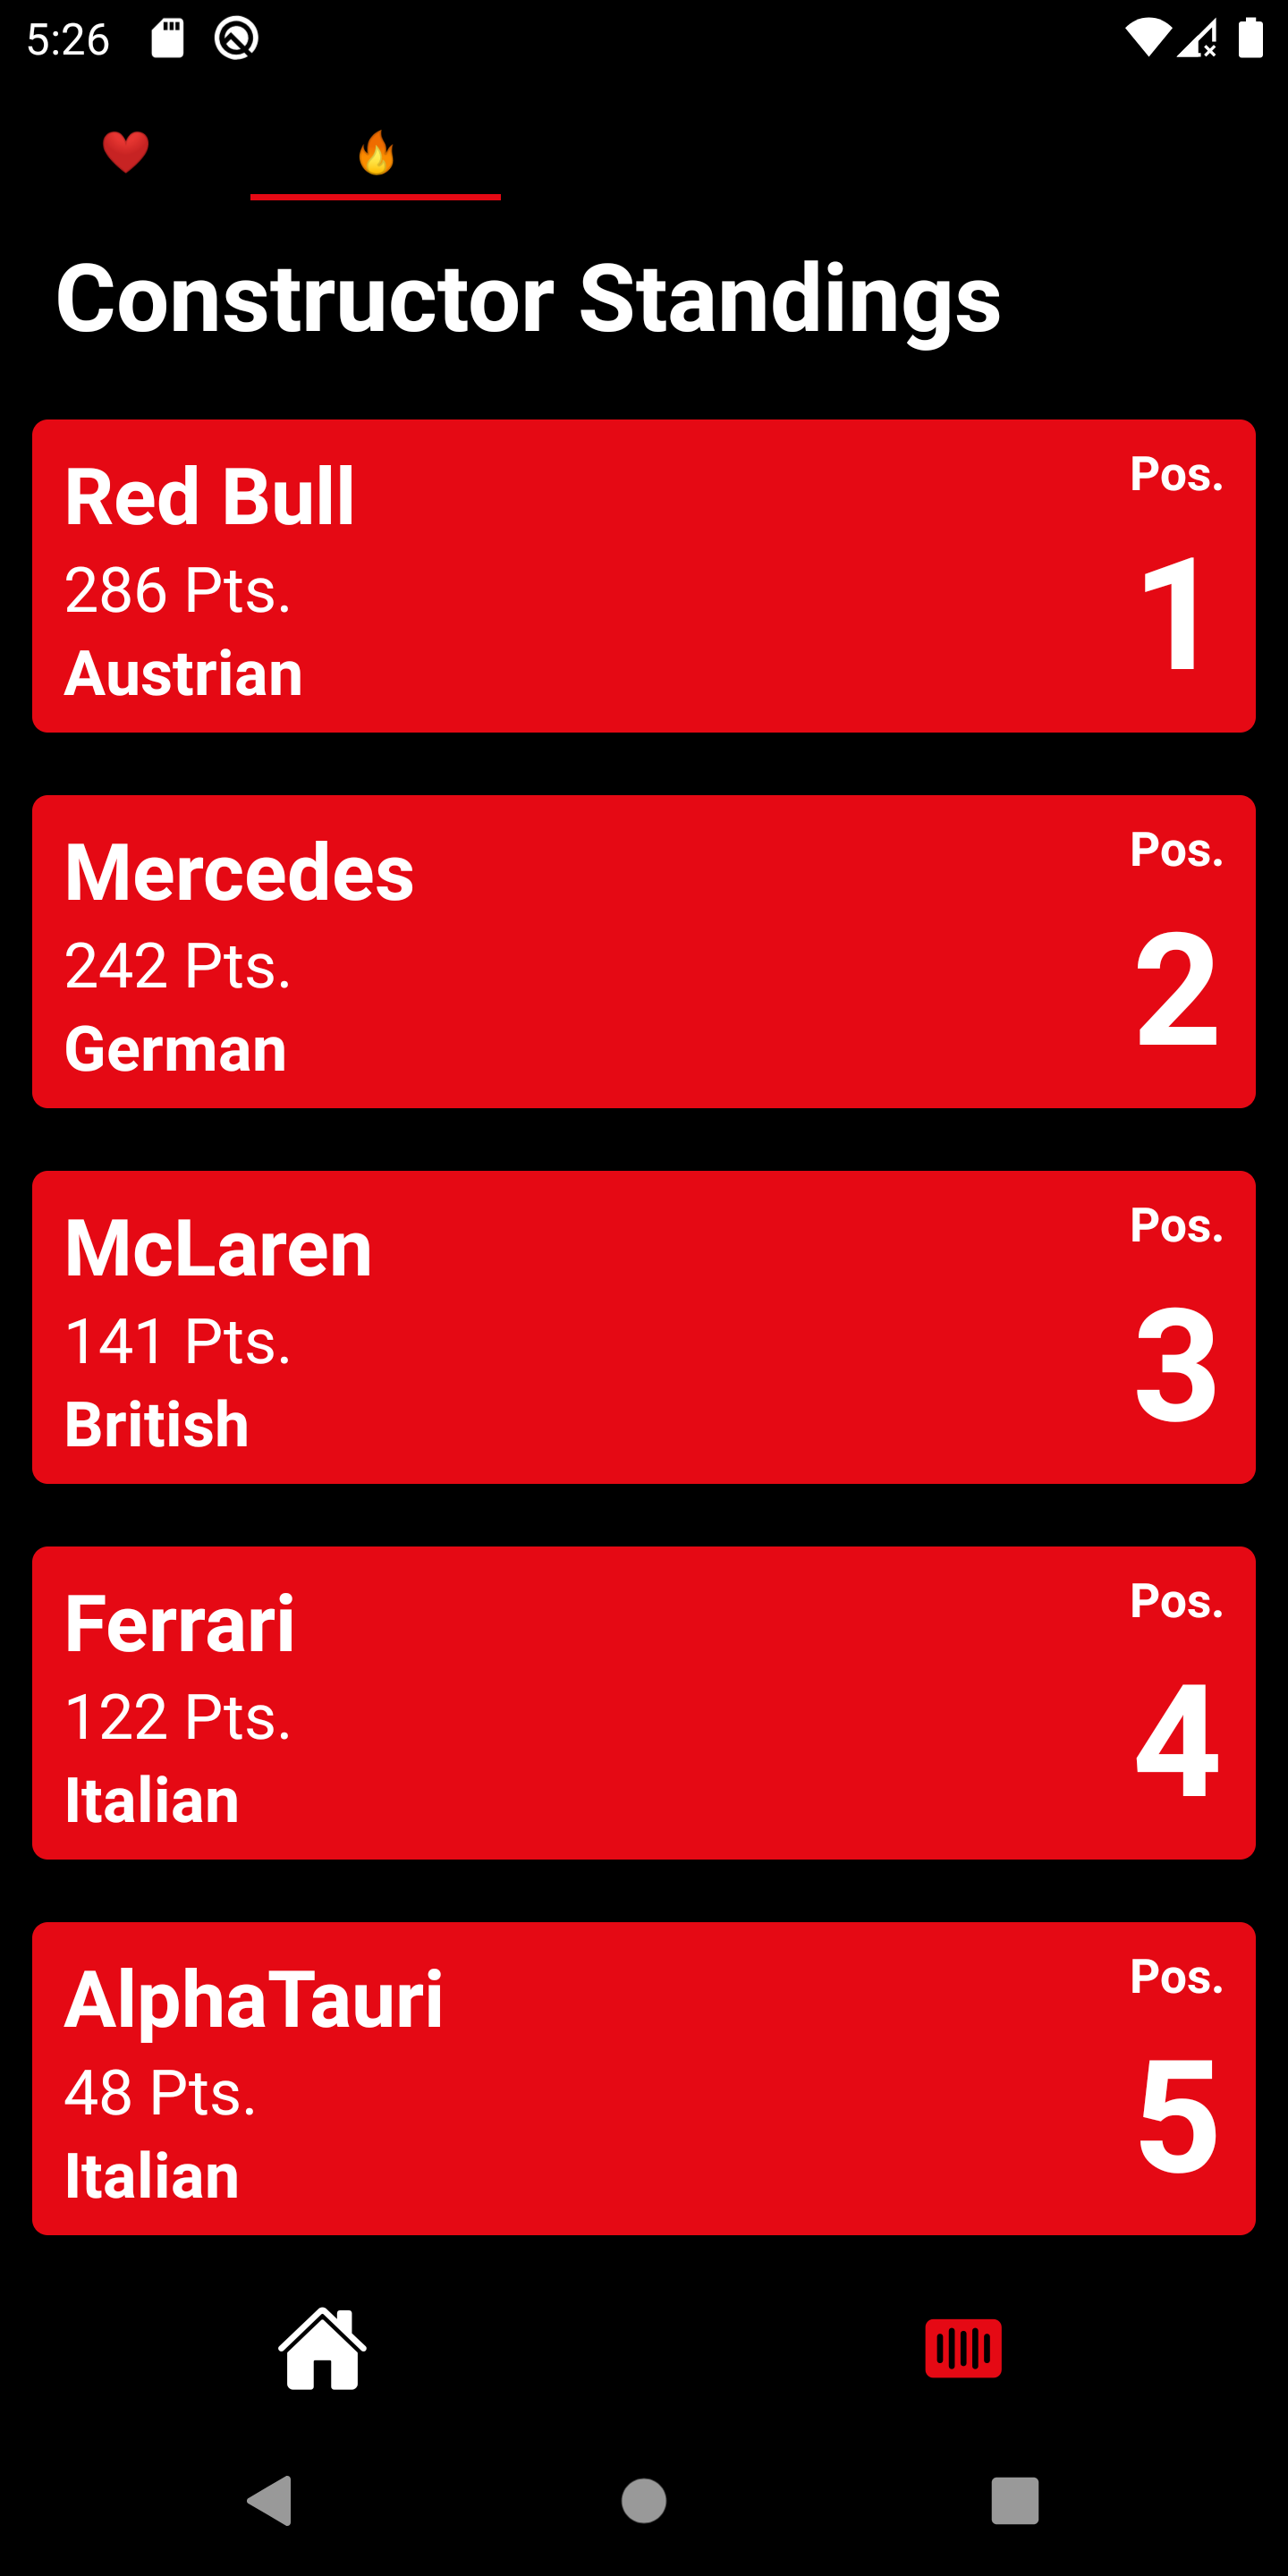 5:26
Constructor Standings
Red Bull
286 Pts.
Austrian
Pos.
1
Mercedes
242 Pts.
German
Pos.
2
McLaren
141 Pts.
British
Pos.
3
Ferrari
122 Pts.
Italian
Pos.
4
AlphaTauri
48 Pts.
Italian
Pos.
5